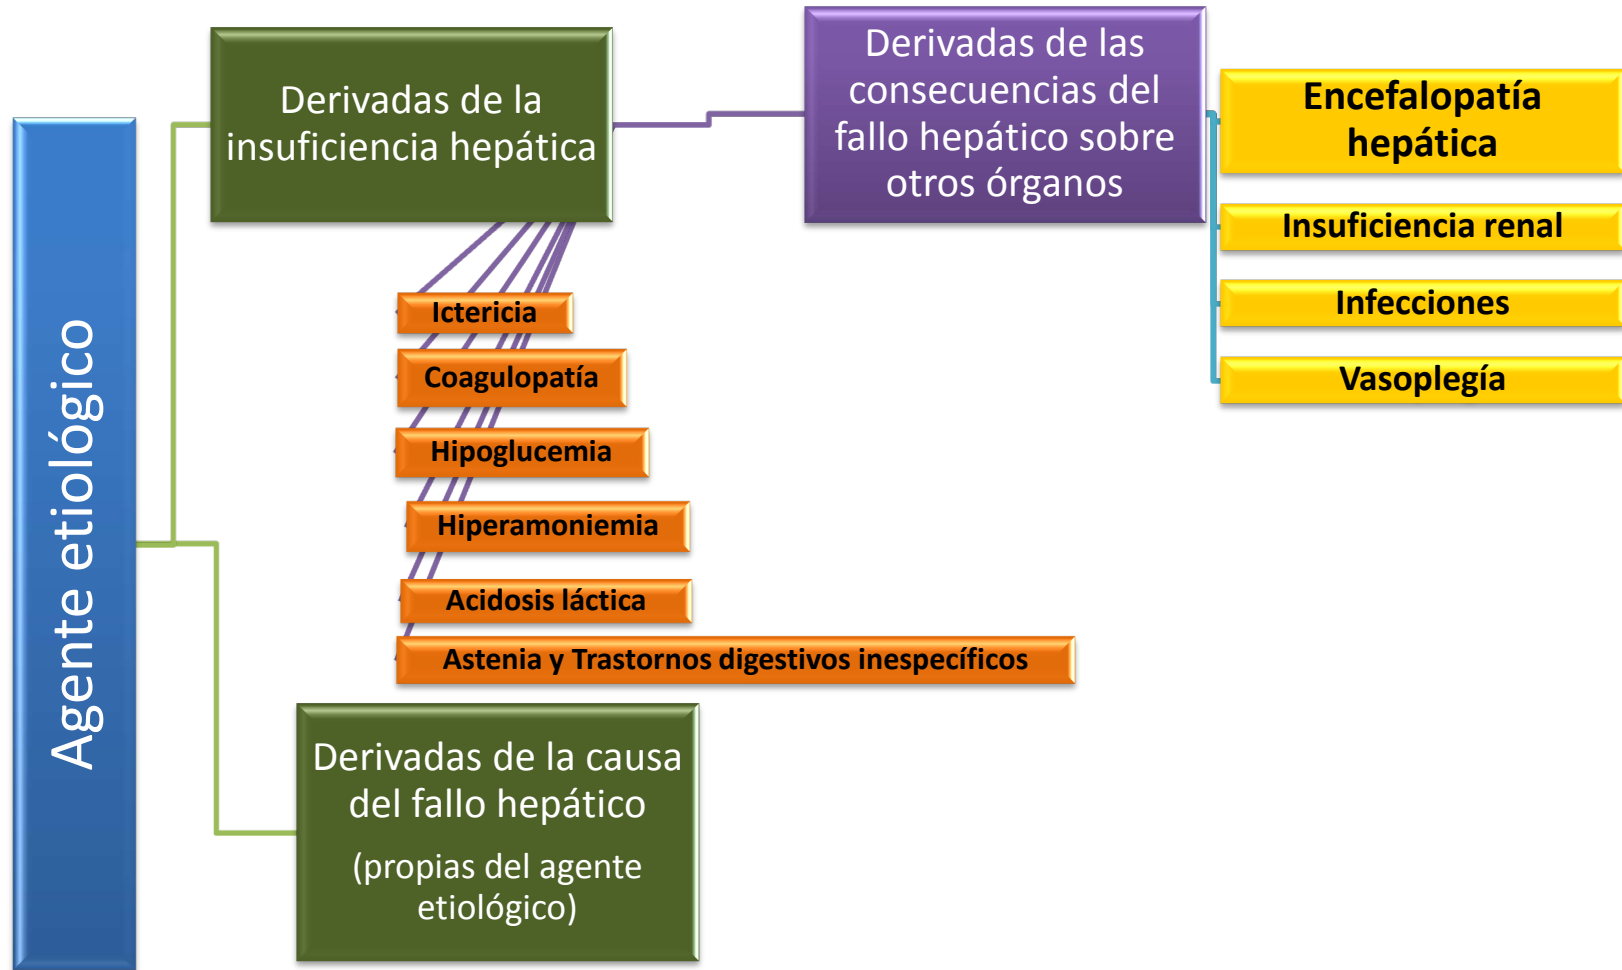 Agente etiológico
Derivadas de la
insuficiencia hepática
Derivadas de las
consecuencias del
fallo hepático sobre
otros órganos
Encefalopatía
hepática
Insuficiencia renal
Infecciones
Vasoplegía
Ictericia
Coagulopatía
Hipoglucemia
Hiperamoniemia
Acidosis láctica
Astenia y Trastornos digestivos inespecíficos
Derivadas de la causa
del fallo hepático
(propias del agente
etiológico)